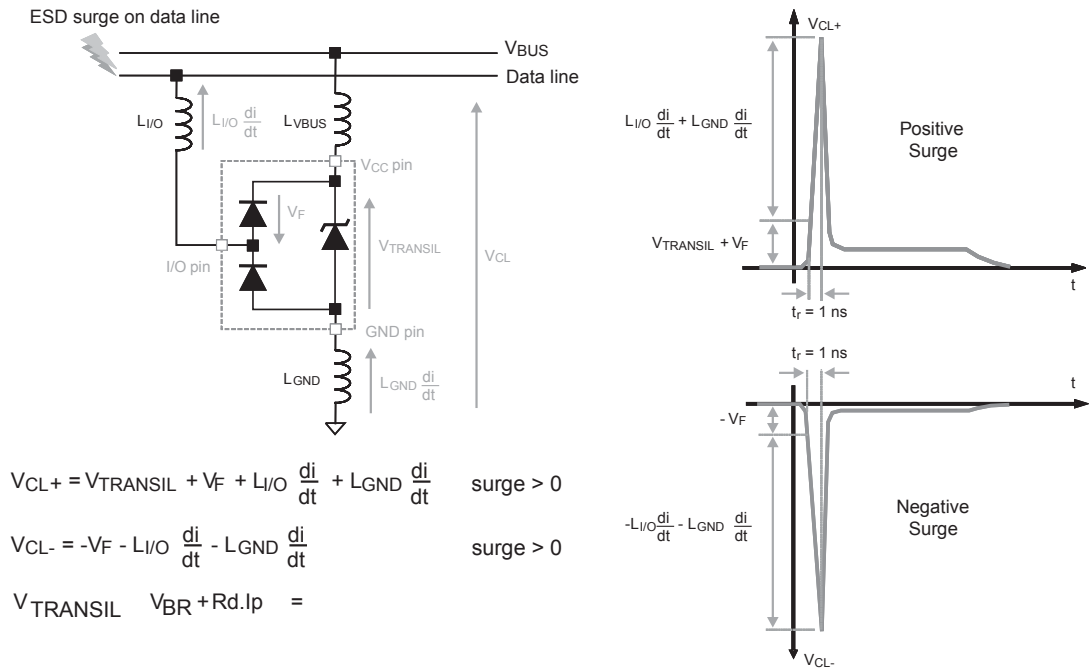 ESD surge on data line
VBUS
Data line
LI/O
LI/O di/dt
LVBUS
VCC pin
VF
VTRANSIL
VCL
I/O pin
GND pin
LGND
LGND di/dt
VCL+ = VTRANSIL + VF + LI/O di/dt + LGND di/dt surge > 0
VCL- = -VF - LI/O di/dt - LGND di/dt surge > 0
VTRANSIL VBR + Rd.Ip =
VCL+
LI/O di/dt + LGND di/dt
Positive
Surge
VTRANSIL + VF
t
tr = 1 ns
tr = 1 ns
t
- VF
-LI/O di/dt - LGND di/dt
Negative
Surge
VCL-